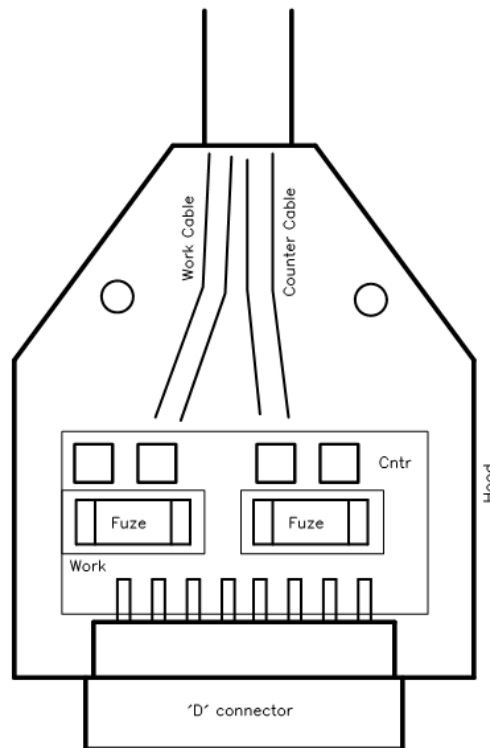 Work Cable
Counter Cable
Cntr
Hood
Fuze
Fuze
Work
'D' connector